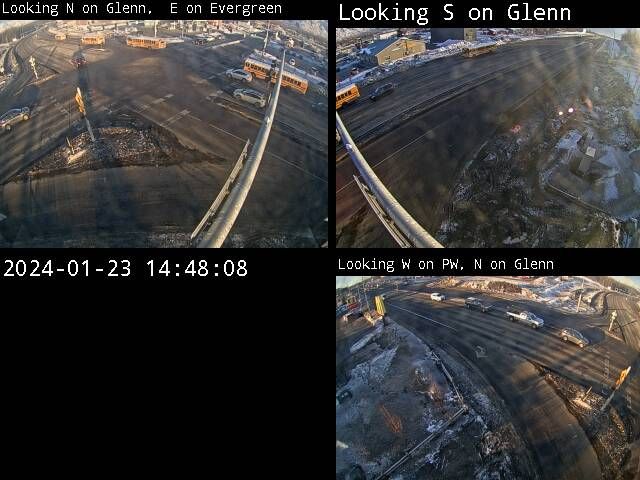 Looking N on Glenn,  E on Evergreen
Looking S on Glenn
2024-01-23 14:48:08
Looking W on PW, N on Glenn